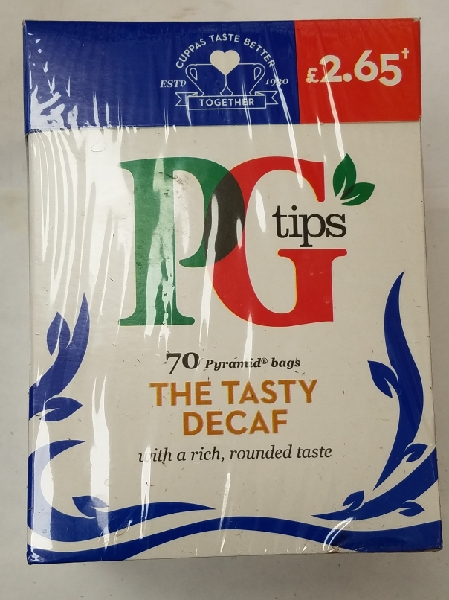 CUPPAS TASTE BETTER
ESTD 1930
TOGETHER
£2.65†
PG tips
70 Pyramid® bags
THE TASTY
DECAF
with a rich, rounded taste